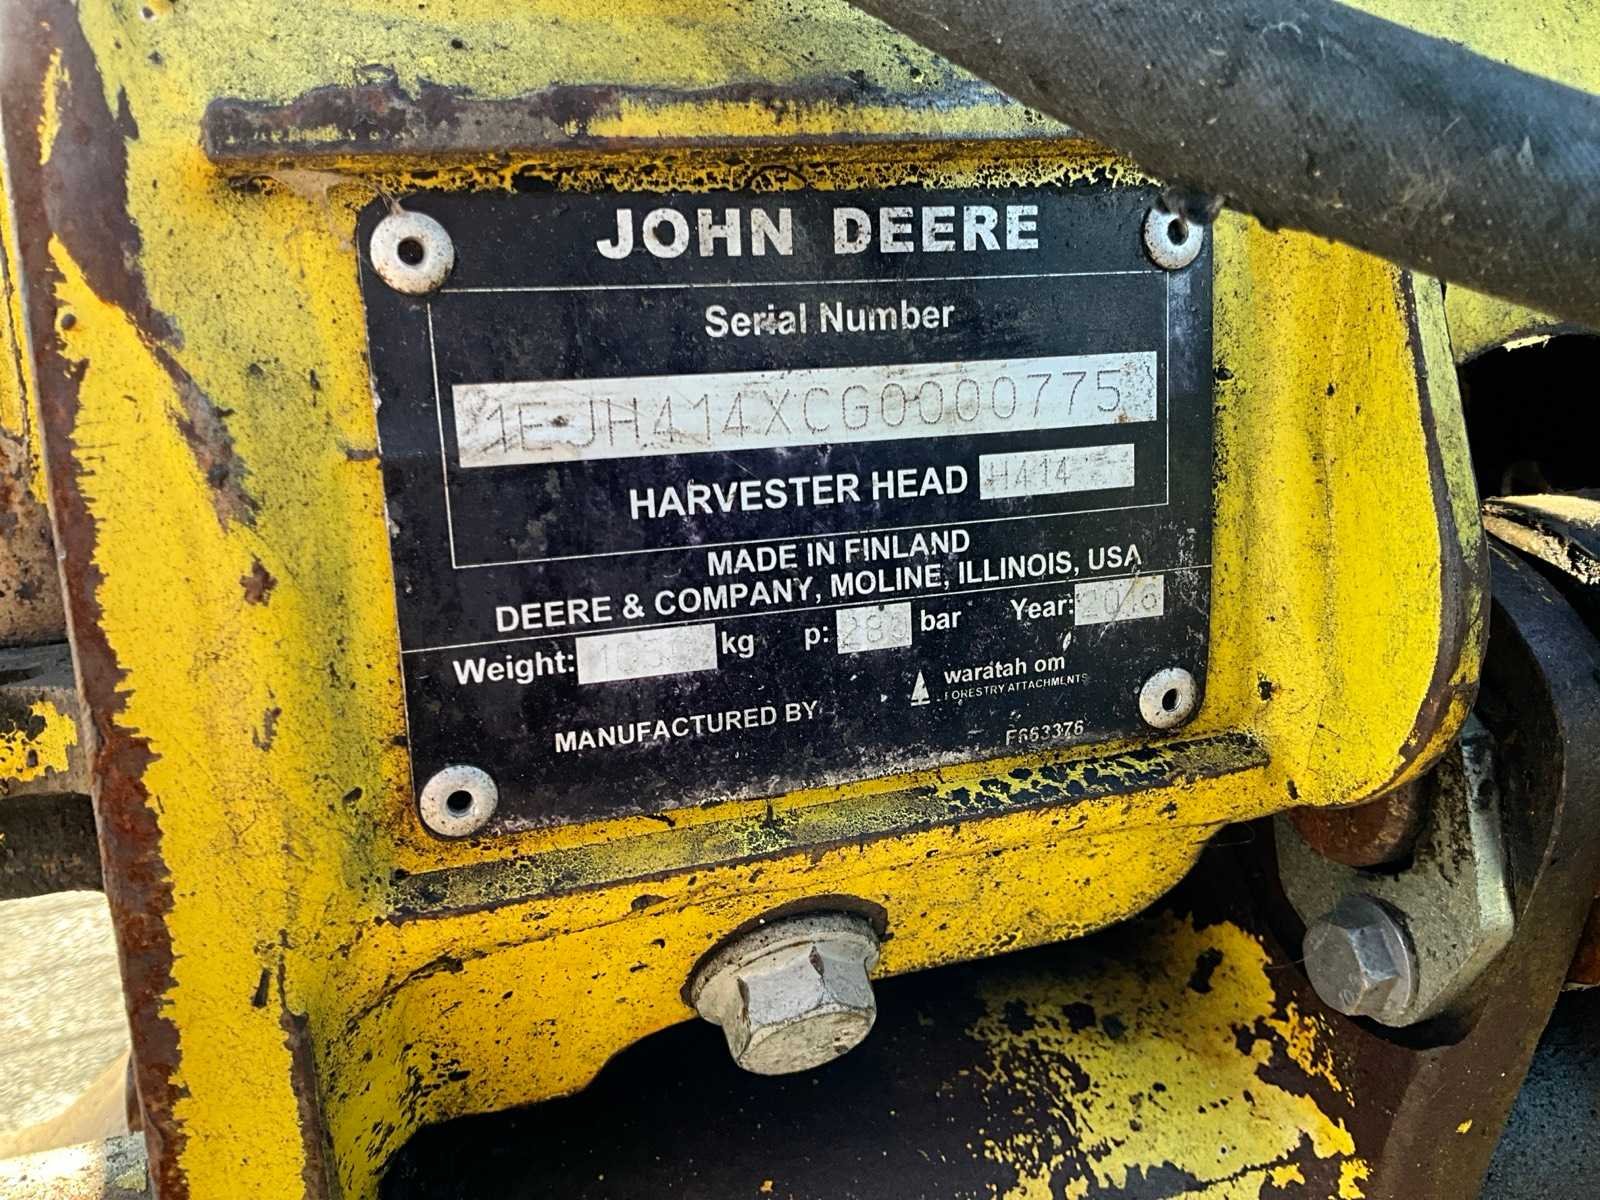 JOHN DEERE
Serial Number
1EJH414XCG0000775
HARVESTER HEAD H414
MADE IN FINLAND
DEERE & COMPANY, MOLINE, ILLINOIS, USA
Weight: kg p: bar Year:
waratah om
FORESTRY ATTACHMENTS
MANUFACTURED BY
F663376